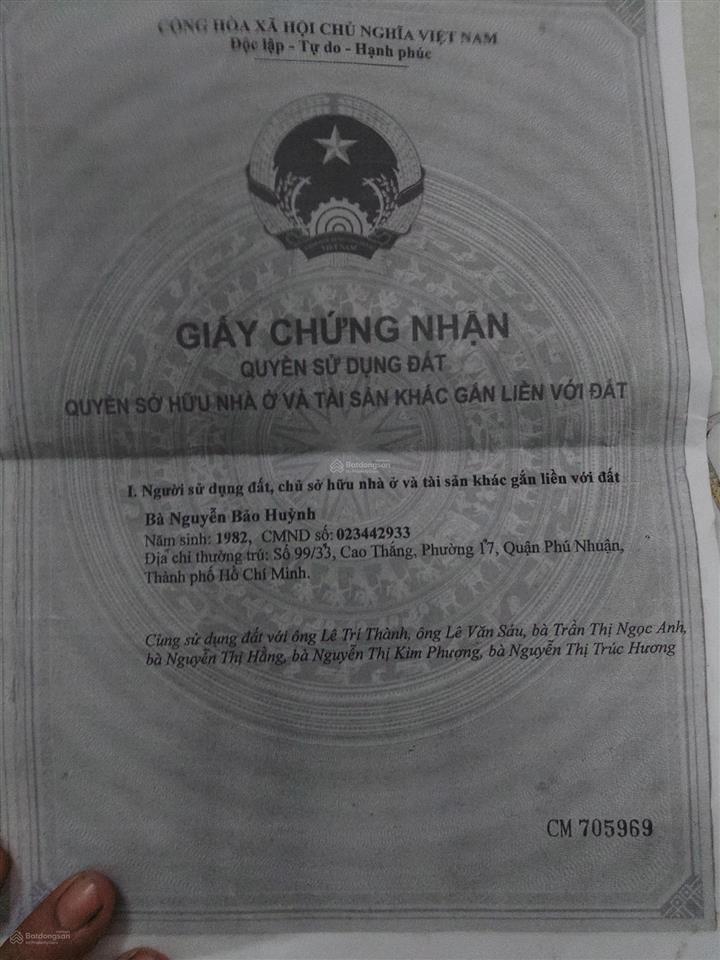 CỘNG HÒA XÃ HỘI CHỦ NGHĨA VIỆT NAM
Độc lập - Tự do - Hạnh phúc
VIỆT NAM
GIẤY CHỨNG NHẬN
QUYỀN SỬ DỤNG ĐẤT
QUYỀN SỞ HỮU NHÀ Ở VÀ TÀI SẢN KHÁC GẮN LIỀN VỚI ĐẤT
Batdongsan
I. Người sử dụng đất, chủ sở hữu nhà ở và tài sản khác gắn liền với đất
Bà Nguyễn Bảo Huỳnh
Năm sinh: 1982, CMND số: 023442933
Địa chỉ thường trú: Số 99/33, Cao Thắng, Phường 17, Quận Phú Nhuận,
Thành phố Hồ Chí Minh.
Cùng sử dụng đất với ông Lê Trí Thành, ông Lê Văn Sáu, bà Trần Thị Ngọc Anh,
bà Nguyễn Thị Hằng, bà Nguyễn Thị Kim Phượng, bà Nguyễn Thị Trúc Hương
CM 705969
Batdongsan